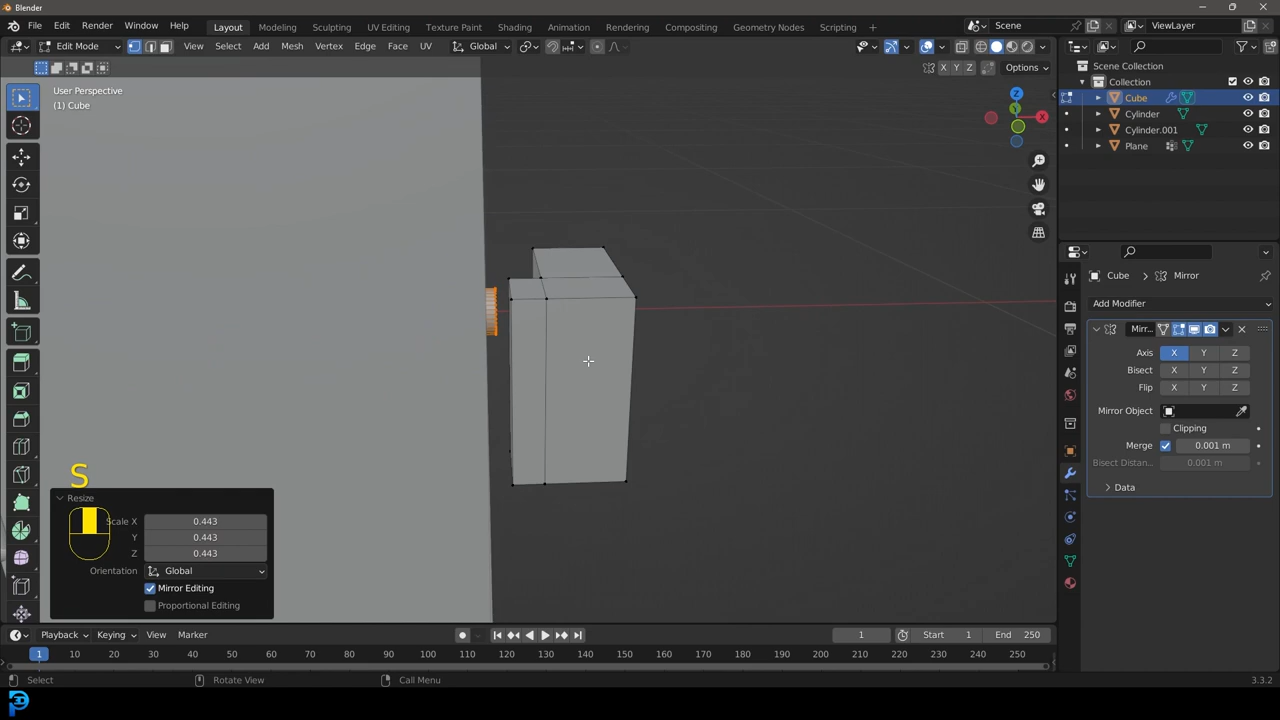 Blender
File Edit Render Window Help Layout Modeling Sculpting UV Editing Texture Paint Shading Animation Rendering Compositing Geometry Nodes Scripting + Scene ViewLayer
Edit Mode View Select Add Mesh Vertex Edge Face UV Global
X Y Z Options
User Perspective
(1) Cube
Z
Y
X
Scene Collection
Collection
Cube
Cylinder
Cylinder.001
Plane
Cube > Mirror
Add Modifier
Mirr...
Axis X Y Z
Bisect X Y Z
Flip X Y Z
Mirror Object
Clipping
Merge 0.001 m
Bisect Distan... 0.001 m
Data
S
Resize
Scale X 0.443
Y 0.443
Z 0.443
Orientation Global
Mirror Editing
Proportional Editing
Playback Keying View Marker 1 Start 1 End 250
1 10 20 30 40 50 60 70 80 90 100 110 120 130 140 150 160 170 180 190 200 210 220 230 240 250
Select Rotate View Call Menu 3.3.2